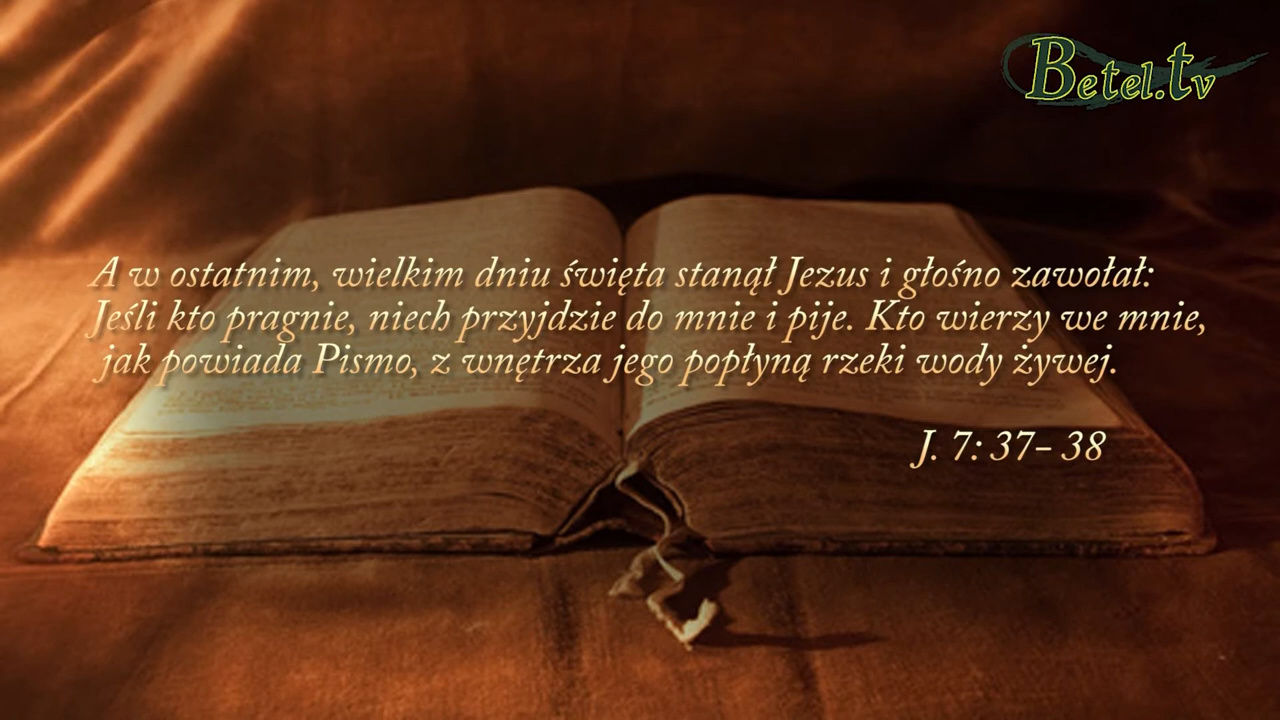 Betel.tv
A w ostatnim, wielkim dniu święta stanął Jezus i głośno zawołał:
Jeśli kto pragnie, niech przyjdzie do mnie i pije. Kto wierzy we mnie,
jak powiada Pismo, z wnętrza jego popłyną rzeki wody żywej.
J. 7: 37- 38